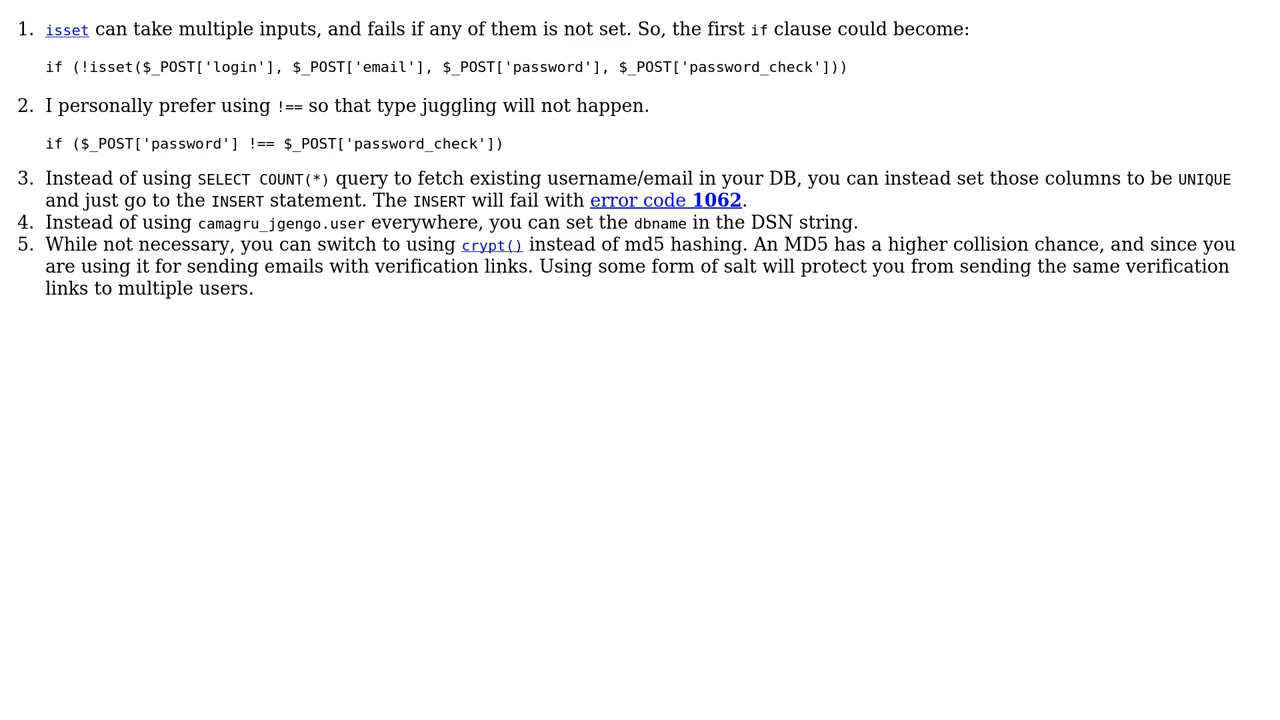 1. isset can take multiple inputs, and fails if any of them is not set. So, the first if clause could become:
if (!isset($_POST['login'], $_POST['email'], $_POST['password'], $_POST['password_check']))
2. I personally prefer using !== so that type juggling will not happen.
if ($_POST['password'] !== $_POST['password_check'])
3. Instead of using SELECT COUNT(*) query to fetch existing username/email in your DB, you can instead set those columns to be UNIQUE
and just go to the INSERT statement. The INSERT will fail with error code 1062.
4. Instead of using camagru_jgengo.user everywhere, you can set the dbname in the DSN string.
5. While not necessary, you can switch to using crypt() instead of md5 hashing. An MD5 has a higher collision chance, and since you
are using it for sending emails with verification links. Using some form of salt will protect you from sending the same verification
links to multiple users.